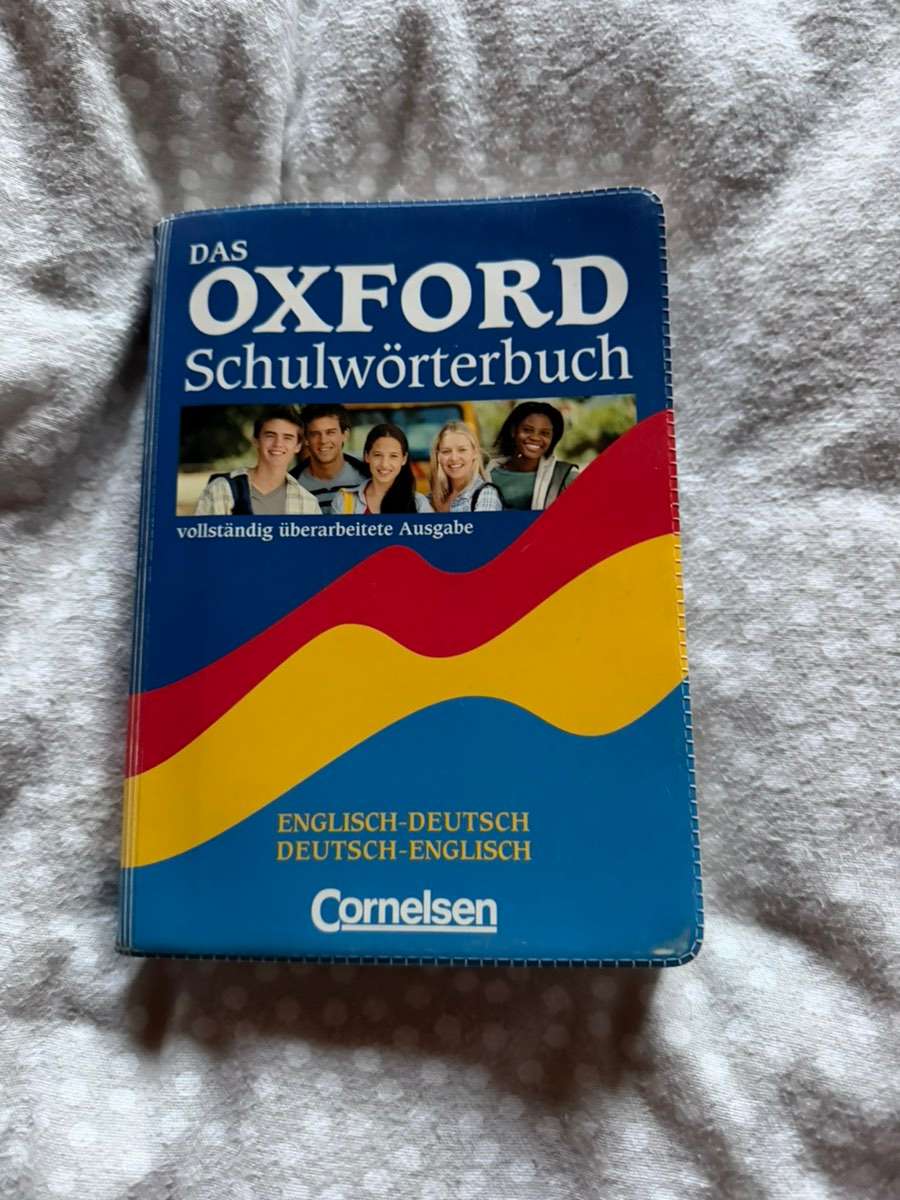 DAS
OXFORD
Schulwörterbuch
vollständig überarbeitete Ausgabe
ENGLISCH-DEUTSCH
DEUTSCH-ENGLISCH
Cornelsen